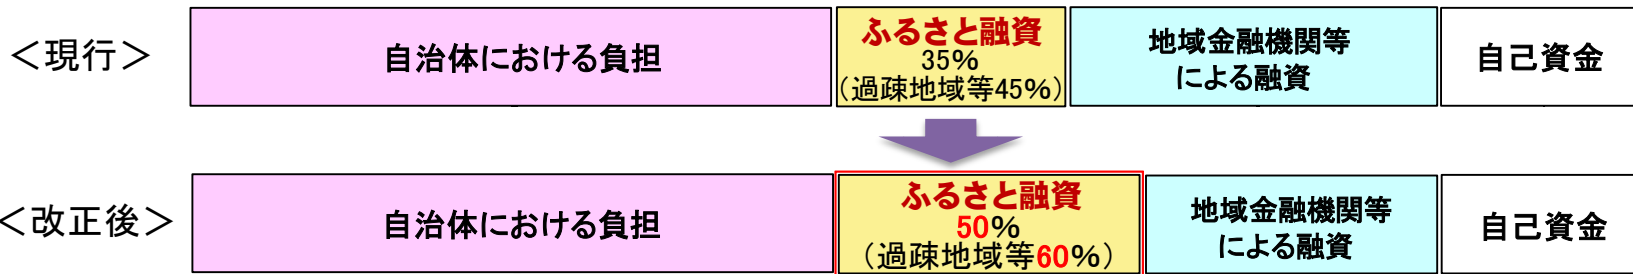 ＜現行＞
自治体における負担
ふるさと融資
35%
(過疎地域等45%)
地域金融機関等
による融資
自己資金
＜改正後＞
自治体における負担
ふるさと融資
50%
(過疎地域等60%)
地域金融機関等
による融資
自己資金